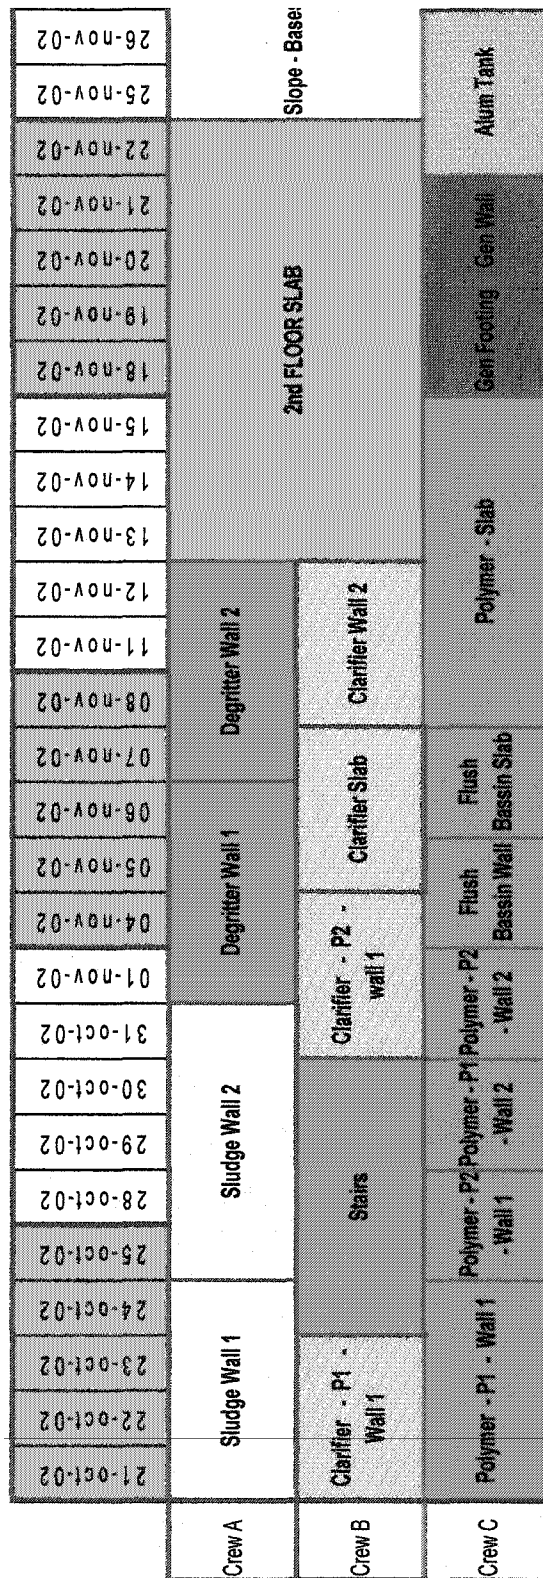 21-oct-02
22-oct-02
23-oct-02
24-oct-02
25-oct-02
28-oct-02
29-oct-02
30-oct-02
31-oct-02
01-nov-02
04-nov-02
05-nov-02
06-nov-02
07-nov-02
08-nov-02
11-nov-02
12-nov-02
13-nov-02
14-nov-02
15-nov-02
18-nov-02
19-nov-02
20-nov-02
21-nov-02
22-nov-02
25-nov-02
26-nov-02
Crew A
Sludge Wall 1
Sludge Wall 2
Degritter Wall 1
Degritter Wall 2
2nd FLOOR SLAB
Slope - Base
Crew B
Clarifier - P1 -
Wall 1
Stairs
Clarifier - P2 -
wall 1
Clarifier Slab
Clarifier Wall 2
Crew C
Polymer - P1 - Wall 1
Polymer - P2
- Wall 1
Polymer - P1
- Wall 2
Polymer - P2
- Wall 2
Flush
Bassin Wall
Flush
Bassin Slab
Polymer - Slab
Gen Footing
Gen Wall
Alum Tank